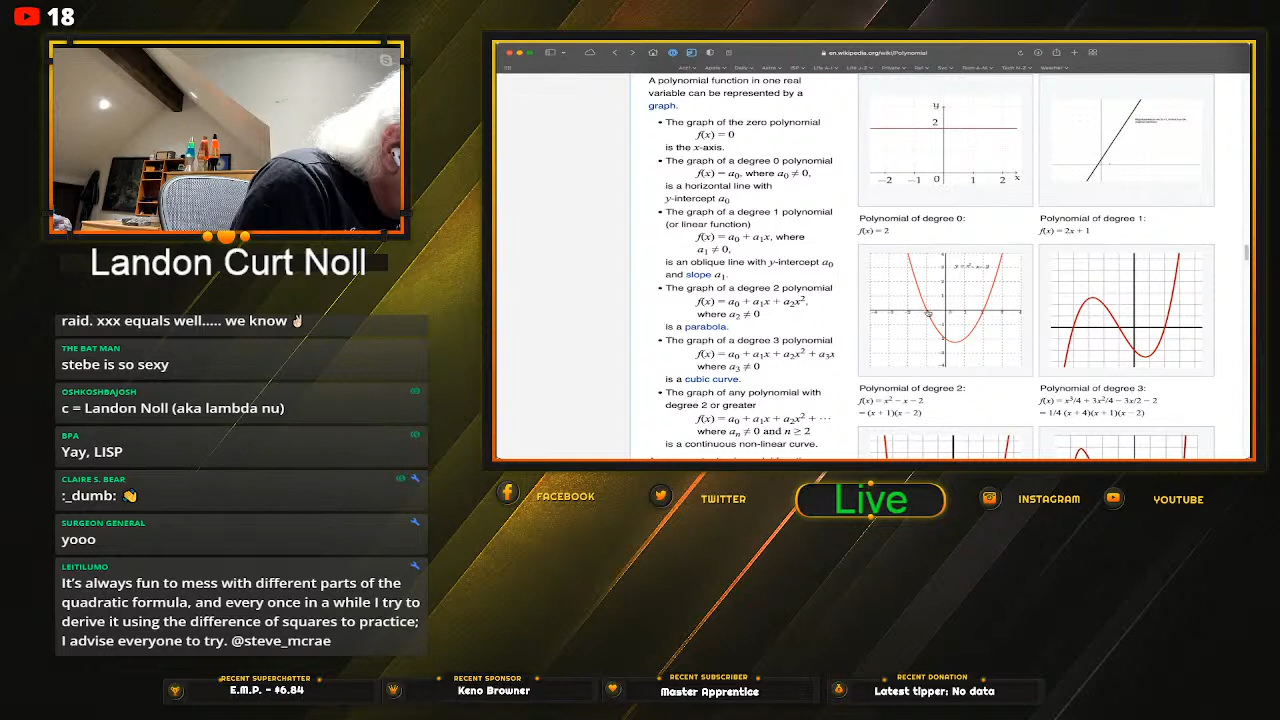 18
Landon Curt Noll
raid. xxx equals well..... we know ✌🏻
THE BAT MAN
stebe is so sexy
OSHKOSHBAJOSH
c = Landon Noll (aka lambda nu)
BPA
Yay, LISP
CLAIRE S. BEAR
:_dumb: 👏
SURGEON GENERAL
yooo
LEITILUMO
It's always fun to mess with different parts of the
quadratic formula, and every once in a while I try to
derive it using the difference of squares to practice;
I advise everyone to try. @steve_mcrae
en.wikipedia.org/wiki/Polynomial
A polynomial function in one real
variable can be represented by a
graph.
• The graph of the zero polynomial
f(x) = 0
is the x-axis.
• The graph of a degree 0 polynomial
f(x) = a₀, where a₀ ≠ 0,
is a horizontal line with
y-intercept a₀
• The graph of a degree 1 polynomial
(or linear function)
f(x) = a₀ + a₁x, where
a₁ ≠ 0,
is an oblique line with y-intercept a₀
and slope a₁.
• The graph of a degree 2 polynomial
f(x) = a₀ + a₁x + a₂x²,
where a₂ ≠ 0
is a parabola.
• The graph of a degree 3 polynomial
f(x) = a₀ + a₁x + a₂x² + a₃x
where a₃ ≠ 0
is a cubic curve.
• The graph of any polynomial with
degree 2 or greater
f(x) = a₀ + a₁x + a₂x² + ⋯
where aₙ ≠ 0 and n ≥ 2
is a continuous non-linear curve.
y
2
-2 -1 0 1 2 x
Polynomial of degree 0:
f(x) = 2
Polynomial of degree 1:
f(x) = 2x + 1
Polynomial of degree 2:
f(x) = x² − x − 2
= (x + 1)(x − 2)
Polynomial of degree 3:
f(x) = x³/4 + 3x²/4 − 3x/2 − 2
= 1/4 (x + 4)(x + 1)(x − 2)
FACEBOOK
TWITTER
Live
INSTAGRAM
YOUTUBE
RECENT SUPERCHATTER
E.M.P. - $6.84
RECENT SPONSOR
Keno Browner
RECENT SUBSCRIBER
Master Apprentice
RECENT DONATION
Latest tipper: No data